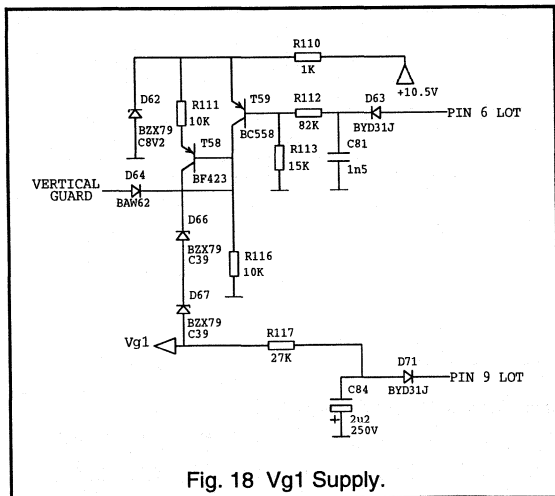 R110
1K
+10.5V
D62
BZX79
C8V2
R111
10K
T59
BC558
R112
82K
D63
BYD31J
PIN 6 LOT
T58
BF423
R113
15K
C81
1n5
VERTICAL
GUARD
D64
BAW62
D66
BZX79
C39
R116
10K
D67
BZX79
C39
Vg1
R117
27K
D71
BYD31J
PIN 9 LOT
C84
+
2u2
250V
Fig. 18 Vg1 Supply.